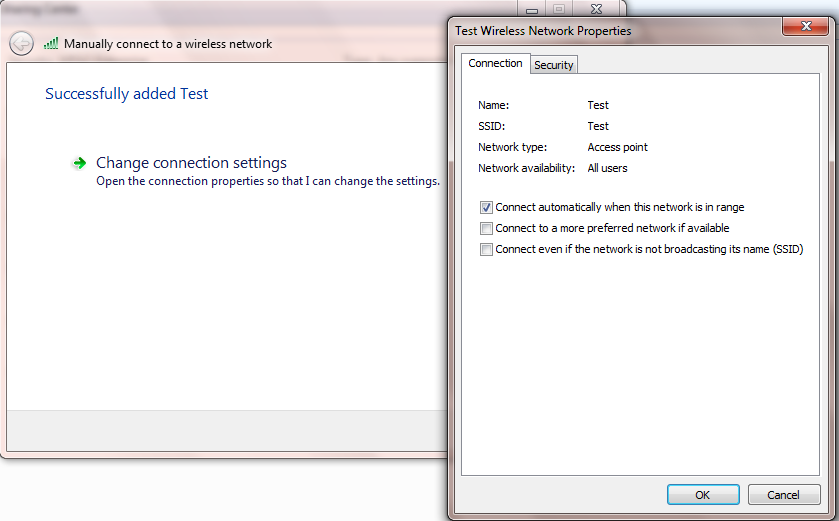 Manually connect to a wireless network
Successfully added Test
Change connection settings
Open the connection properties so that I can change the settings.
Test Wireless Network Properties
Connection
Security
Name: Test
SSID: Test
Network type: Access point
Network availability: All users
Connect automatically when this network is in range
Connect to a more preferred network if available
Connect even if the network is not broadcasting its name (SSID)
OK
Cancel